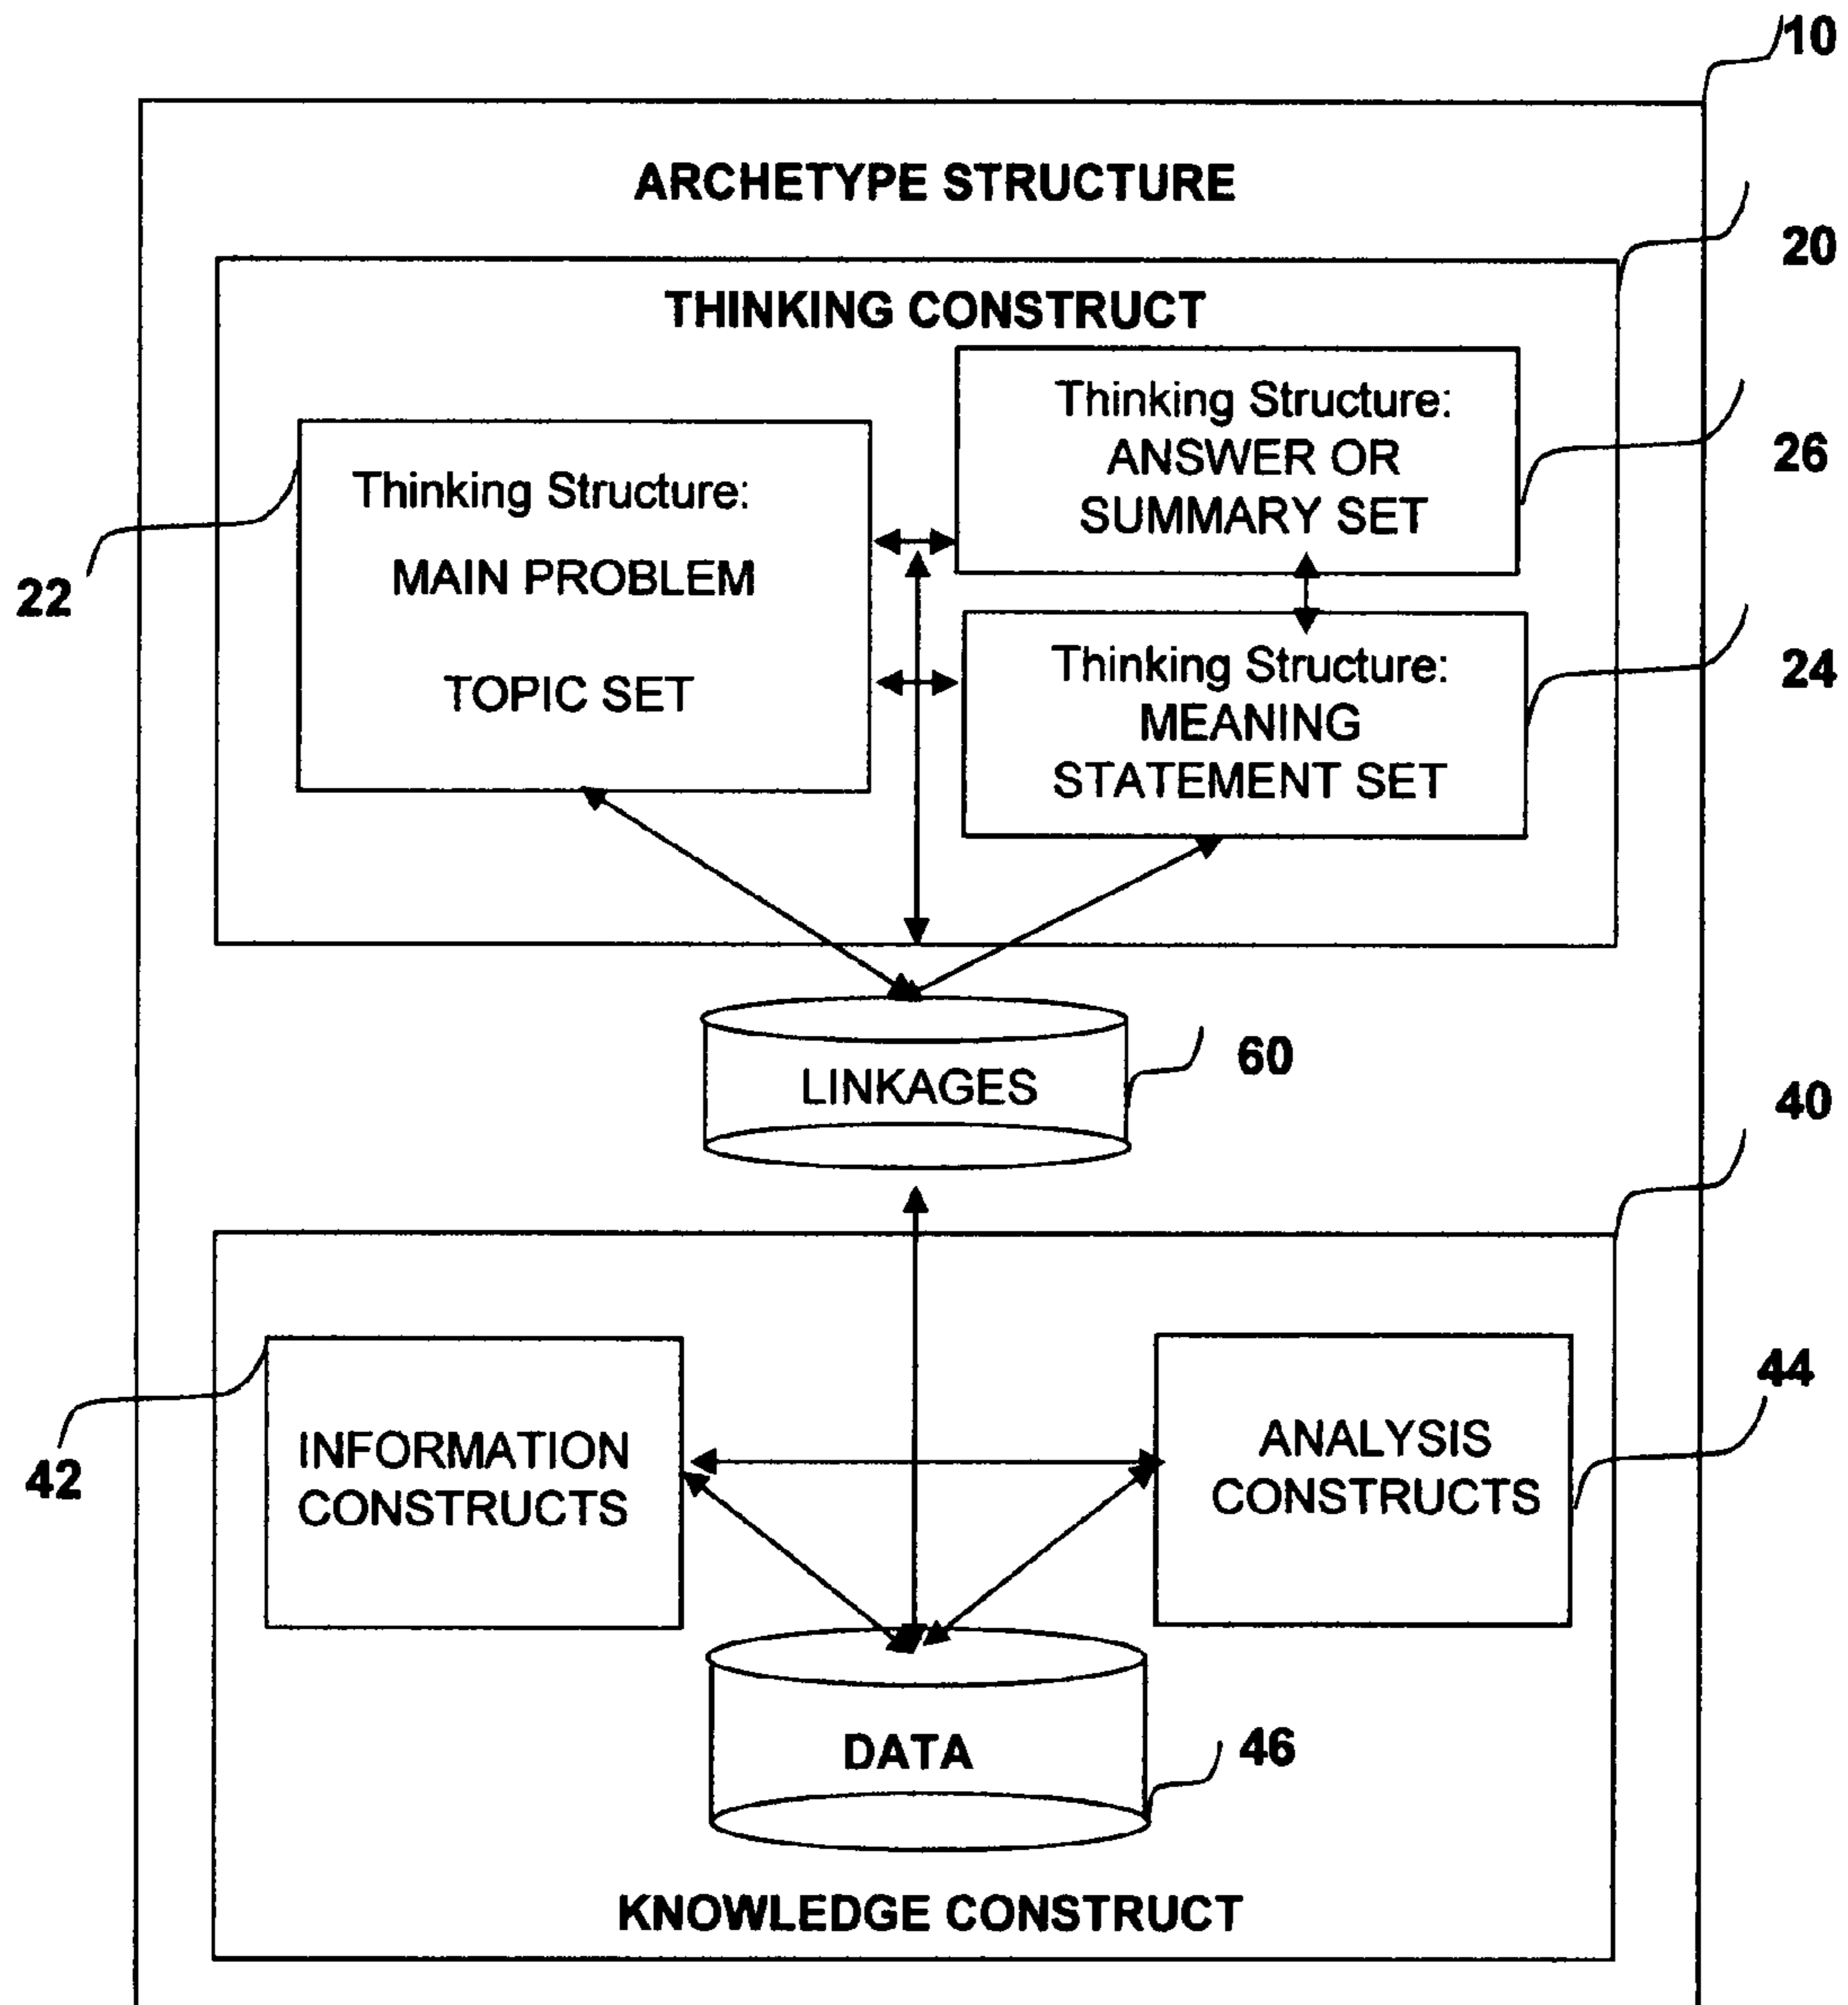 10
ARCHETYPE STRUCTURE
20
THINKING CONSTRUCT
Thinking Structure:
ANSWER OR
SUMMARY SET
26
Thinking Structure:
MAIN PROBLEM
TOPIC SET
22
Thinking Structure:
MEANING
STATEMENT SET
24
LINKAGES
60
40
INFORMATION
CONSTRUCTS
42
ANALYSIS
CONSTRUCTS
44
DATA
46
KNOWLEDGE CONSTRUCT